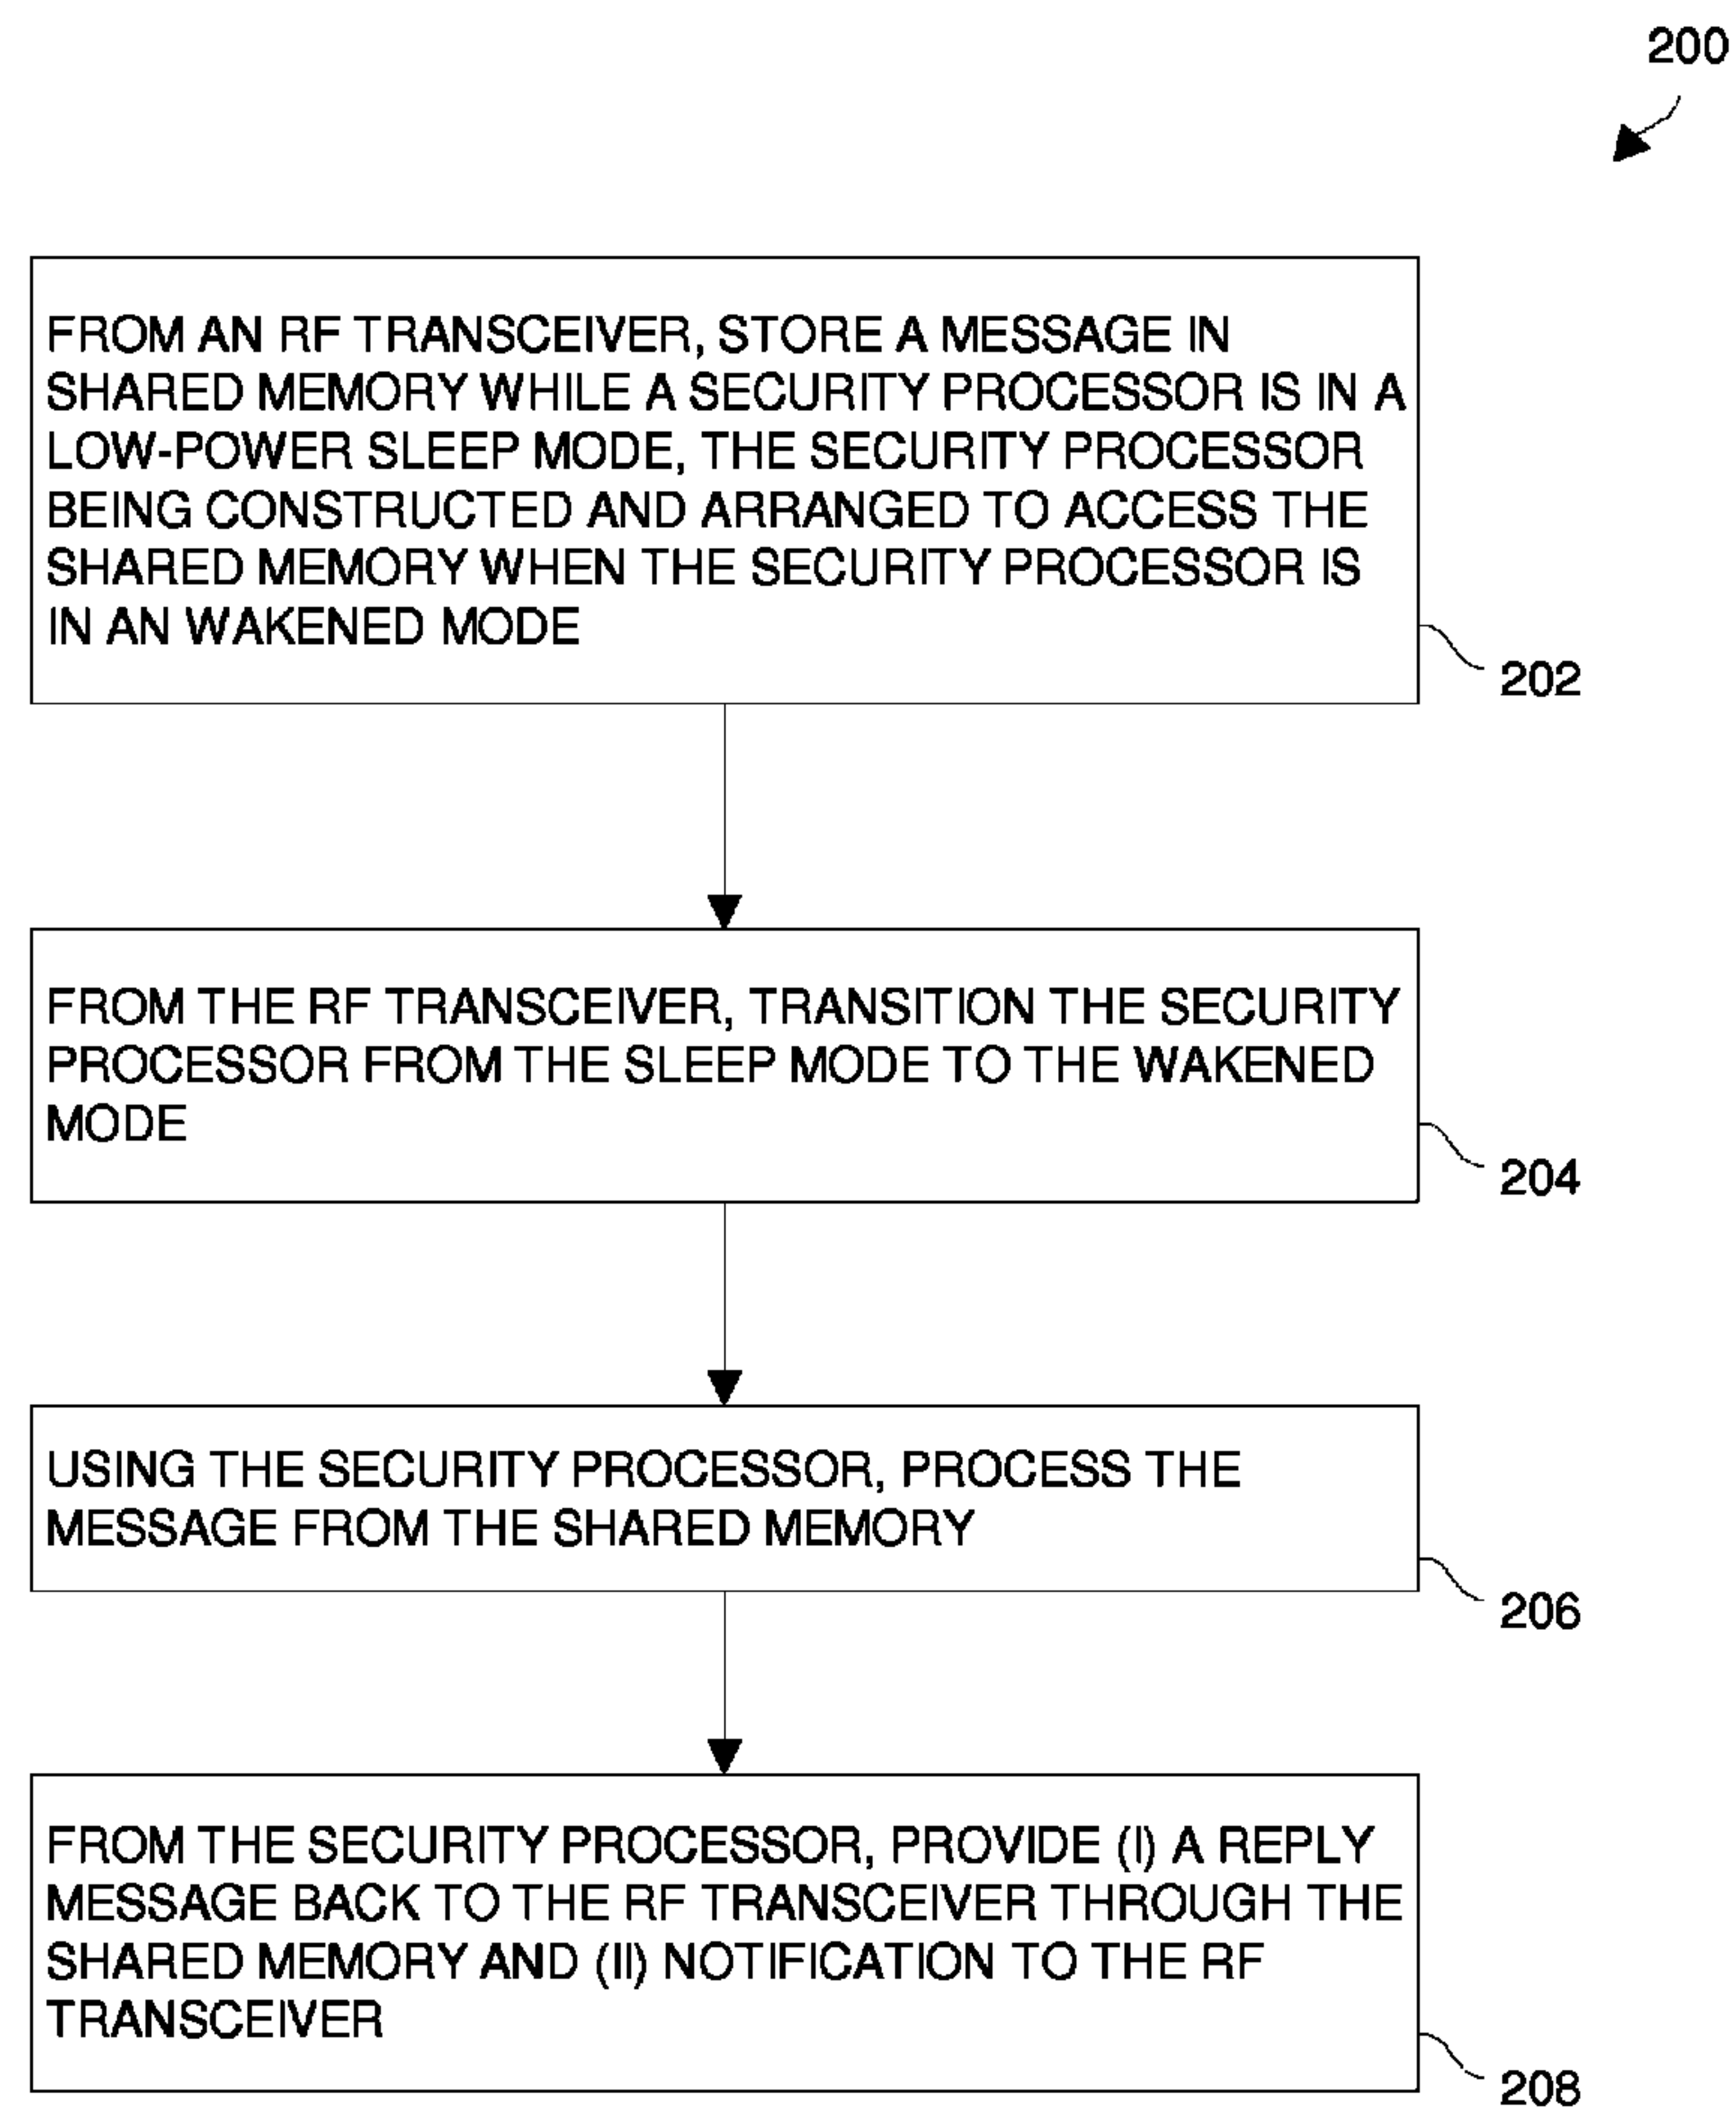 200
FROM AN RF TRANSCEIVER, STORE A MESSAGE IN
SHARED MEMORY WHILE A SECURITY PROCESSOR IS IN A
LOW-POWER SLEEP MODE, THE SECURITY PROCESSOR
BEING CONSTRUCTED AND ARRANGED TO ACCESS THE
SHARED MEMORY WHEN THE SECURITY PROCESSOR IS
IN AN WAKENED MODE
202
FROM THE RF TRANSCEIVER, TRANSITION THE SECURITY
PROCESSOR FROM THE SLEEP MODE TO THE WAKENED
MODE
204
USING THE SECURITY PROCESSOR, PROCESS THE
MESSAGE FROM THE SHARED MEMORY
206
FROM THE SECURITY PROCESSOR, PROVIDE (I) A REPLY
MESSAGE BACK TO THE RF TRANSCEIVER THROUGH THE
SHARED MEMORY AND (II) NOTIFICATION TO THE RF
TRANSCEIVER
208